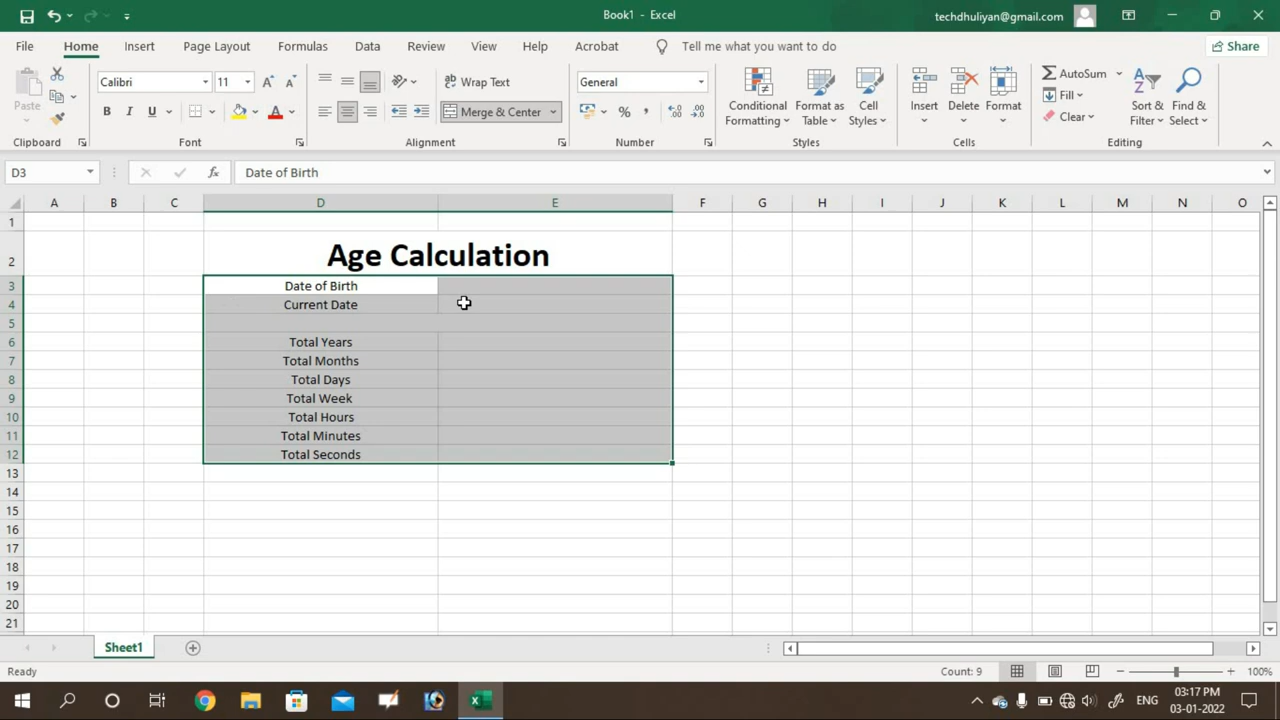 Book1 - Excel
techdhuliyan@gmail.com
File Home Insert Page Layout Formulas Data Review View Help Acrobat Tell me what you want to do Share
Paste
Calibri 11
B I U
Wrap Text
Merge & Center
General
Conditional Formatting
Format as Table
Cell Styles
Insert
Delete
Format
AutoSum
Fill
Clear
Sort & Filter
Find & Select
Clipboard Font Alignment Number Styles Cells Editing
D3 fx Date of Birth
A B C D E F G H I J K L M N O
1
2 Age Calculation
3 Date of Birth
4 Current Date
5
6 Total Years
7 Total Months
8 Total Days
9 Total Week
10 Total Hours
11 Total Minutes
12 Total Seconds
13
14
15
16
17
18
19
20
21
Sheet1
Ready Count: 9 100%
ENG 03:17 PM
03-01-2022